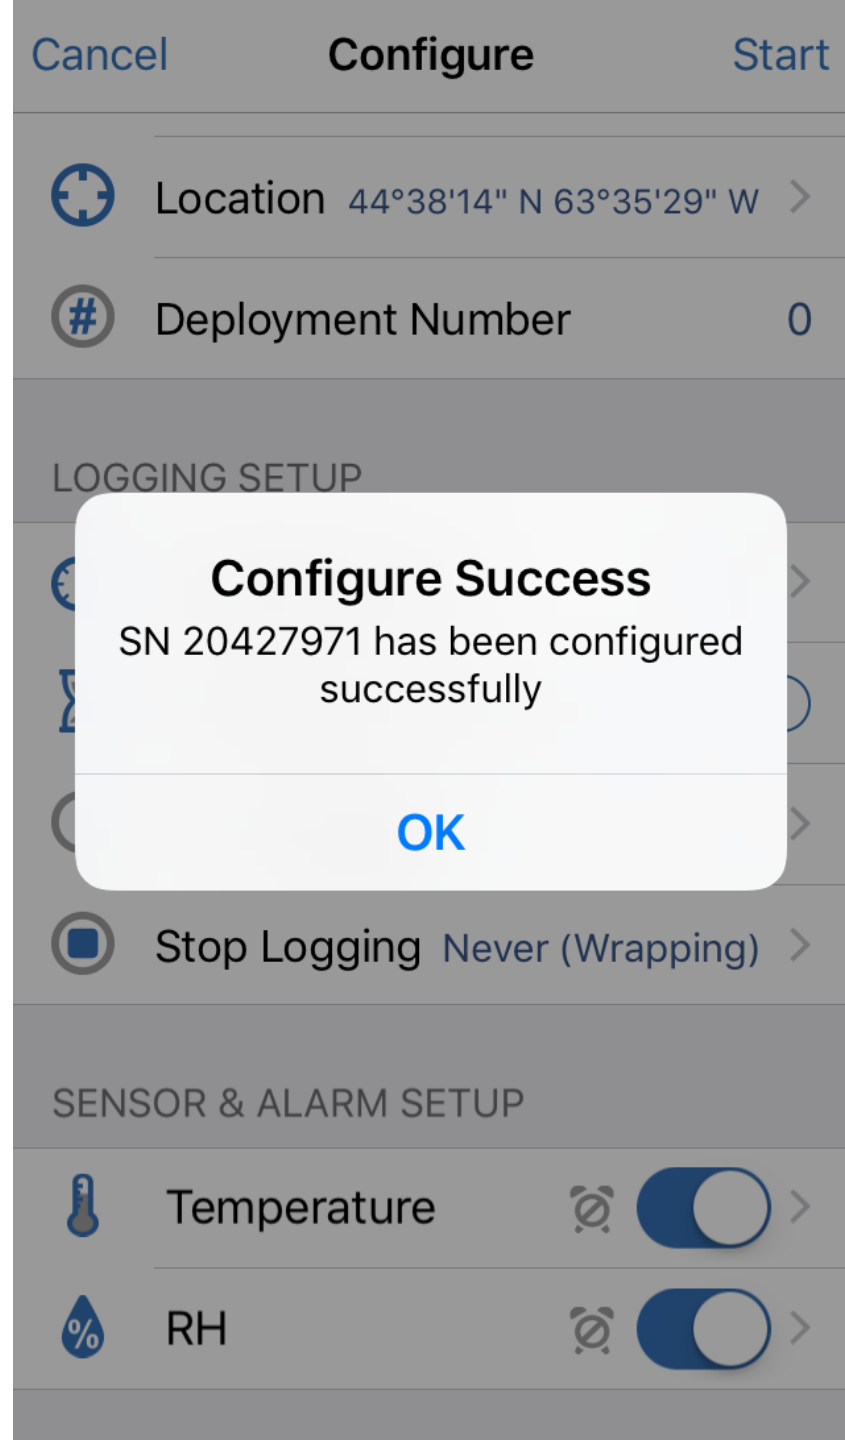 Cancel Configure Start
Location 44°38'14" N 63°35'29" W
# Deployment Number 0
LOGGING SETUP
Configure Success
SN 20427971 has been configured
successfully
OK
Stop Logging Never (Wrapping)
SENSOR & ALARM SETUP
Temperature
% RH